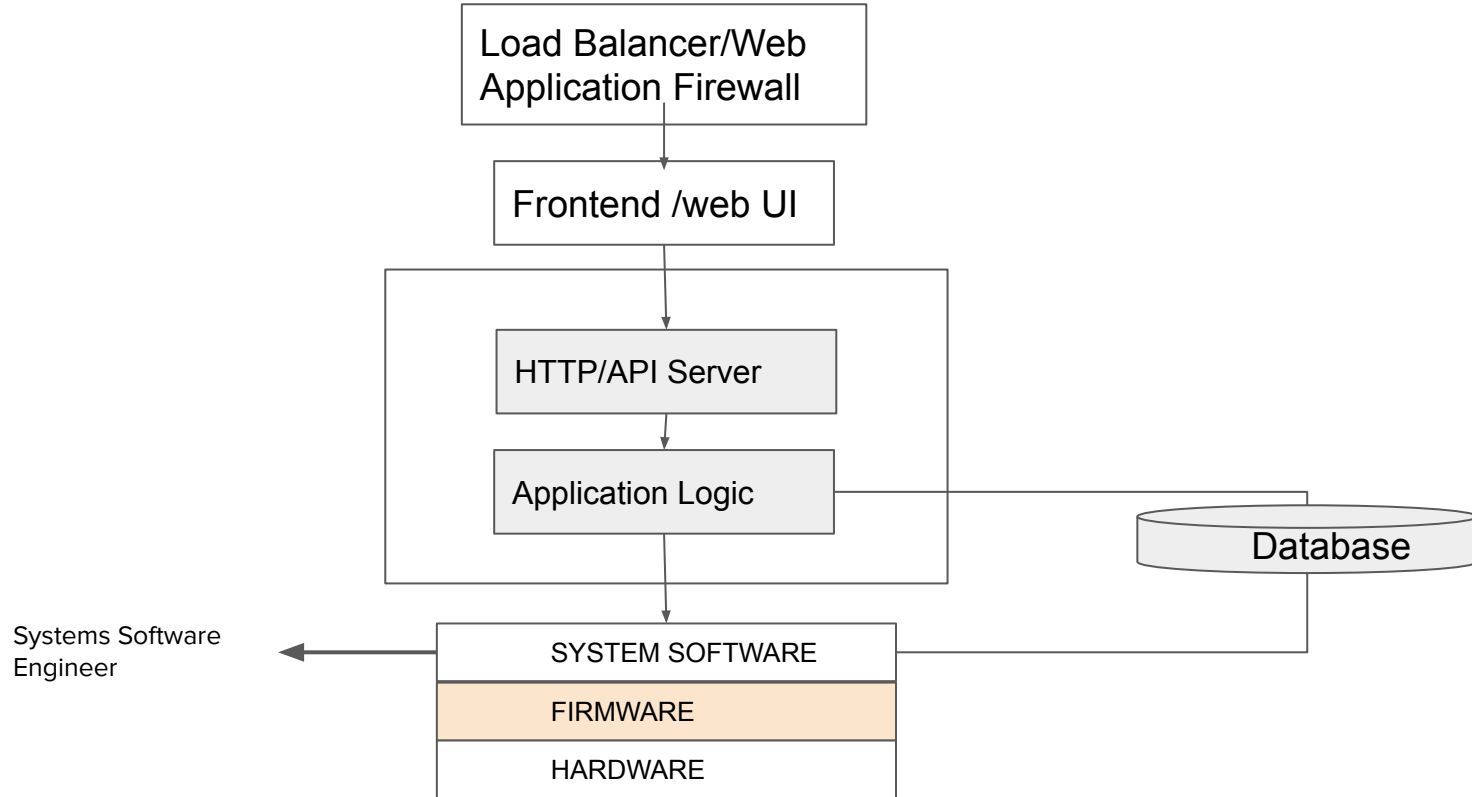 Load Balancer/Web
Application Firewall
Frontend /web UI
HTTP/API Server
Application Logic
Database
Systems Software
Engineer
SYSTEM SOFTWARE
FIRMWARE
HARDWARE